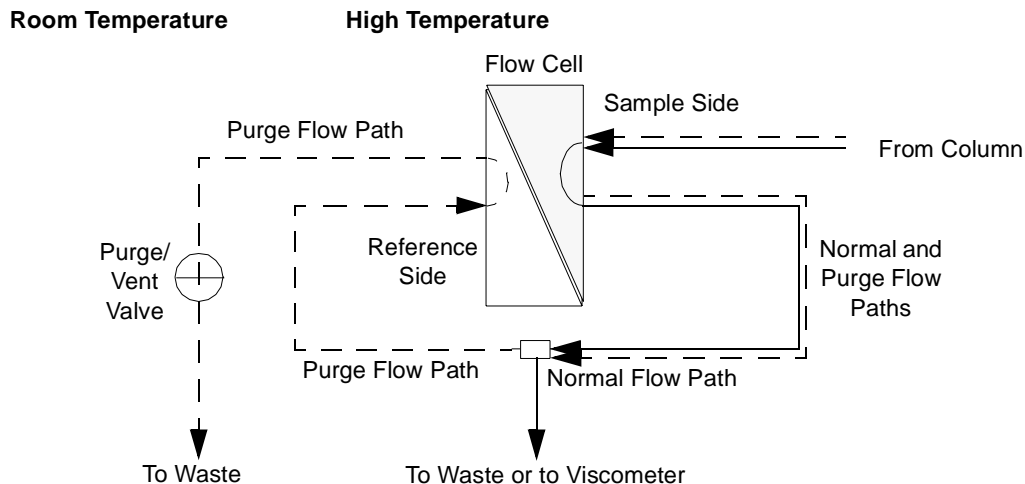 Room Temperature
High Temperature
Flow Cell
Sample Side
Purge Flow Path
From Column
Purge/
Vent
Valve
Reference
Side
Normal and
Purge Flow
Paths
Purge Flow Path
Normal Flow Path
To Waste
To Waste or to Viscometer